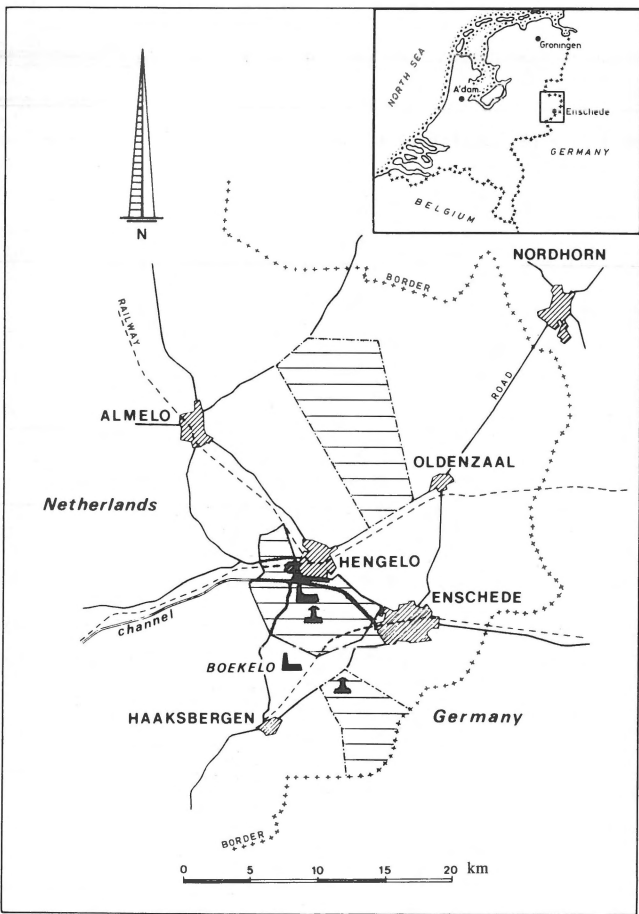 NORTH SEA
Groningen
A'dam.
Enschede
GERMANY
BELGIUM
N
NORDHORN
BORDER
RAILWAY
ROAD
ALMELO
OLDENZAAL
Netherlands
HENGELO
ENSCHEDE
channel
BOEKELO
HAAKSBERGEN
Germany
BORDER
0 5 10 15 20 km